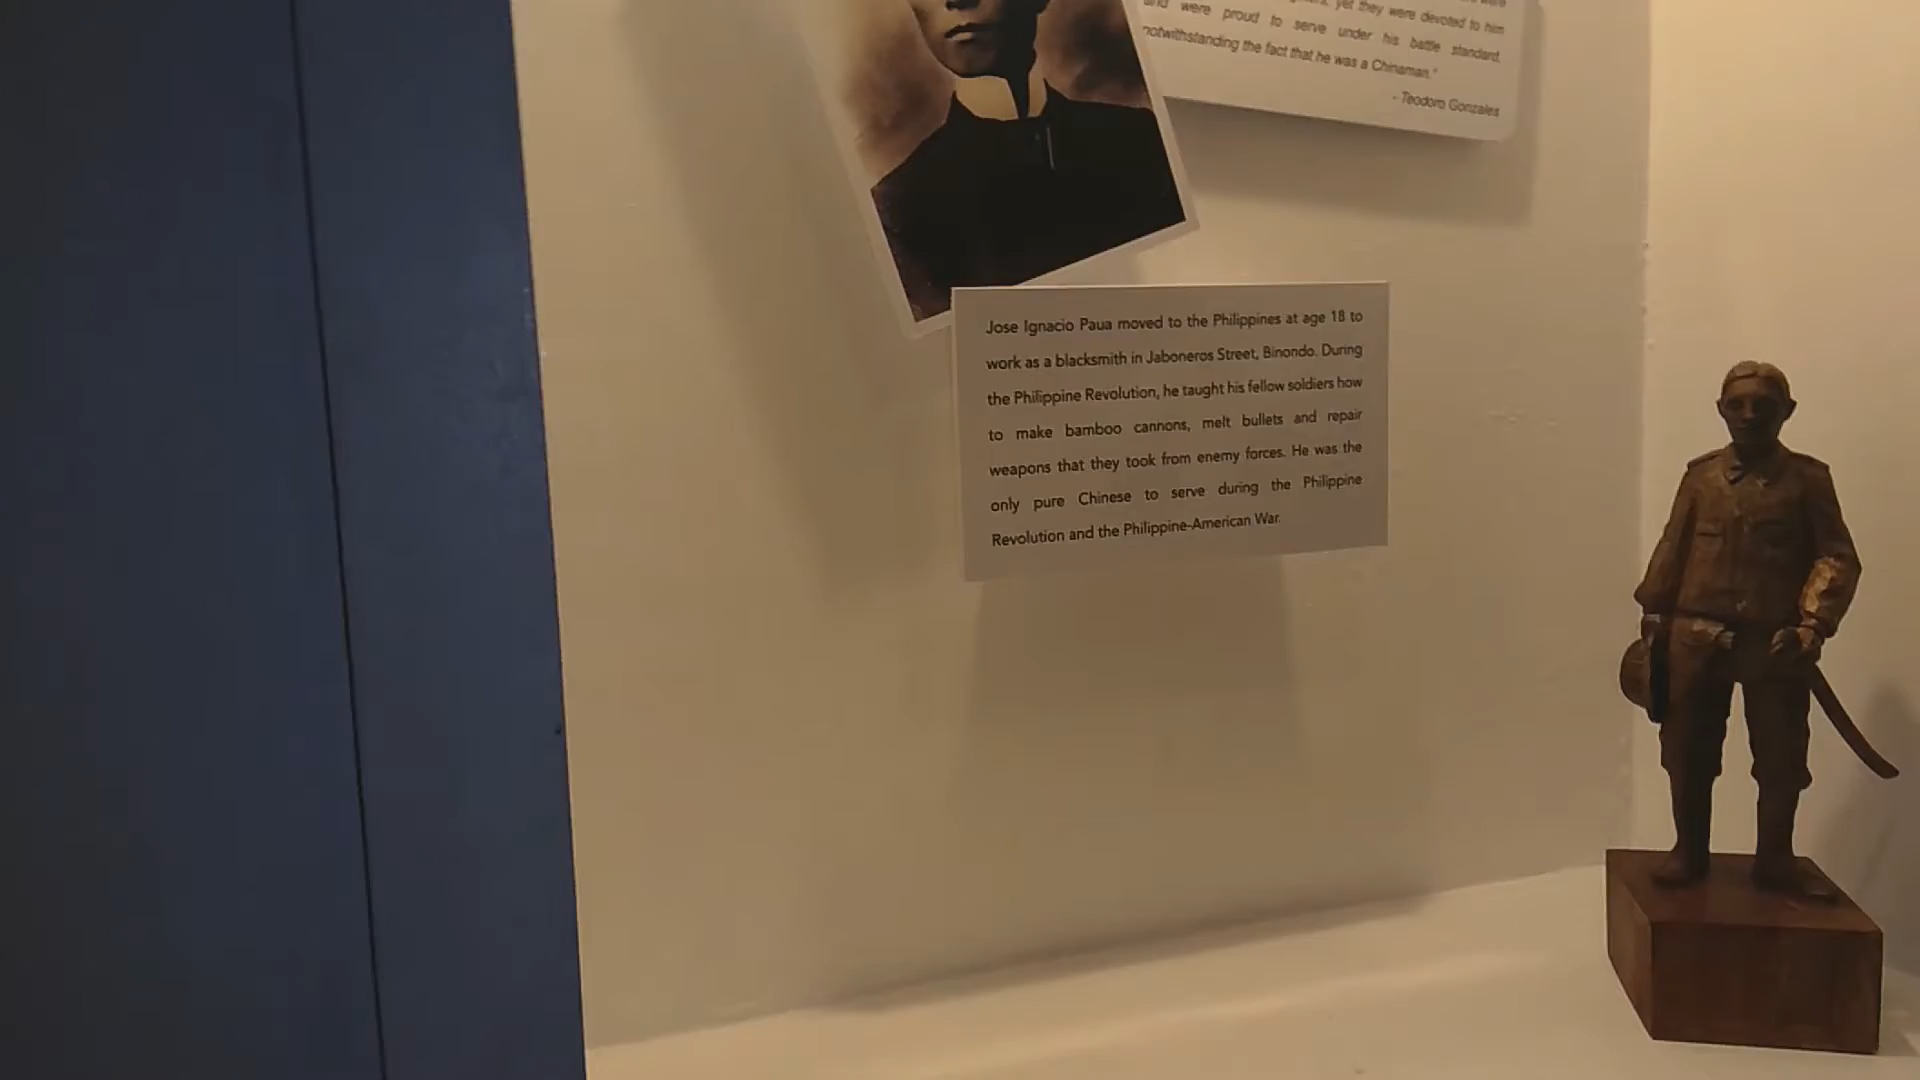 yet they were devoted to him
and were proud to serve under his battle standard,
notwithstanding the fact that he was a Chinaman."
- Teodoro Gonzales
Jose Ignacio Paua moved to the Philippines at age 18 to
work as a blacksmith in Jaboneros Street, Binondo. During
the Philippine Revolution, he taught his fellow soldiers how
to make bamboo cannons, melt bullets and repair
weapons that they took from enemy forces. He was the
only pure Chinese to serve during the Philippine
Revolution and the Philippine-American War.